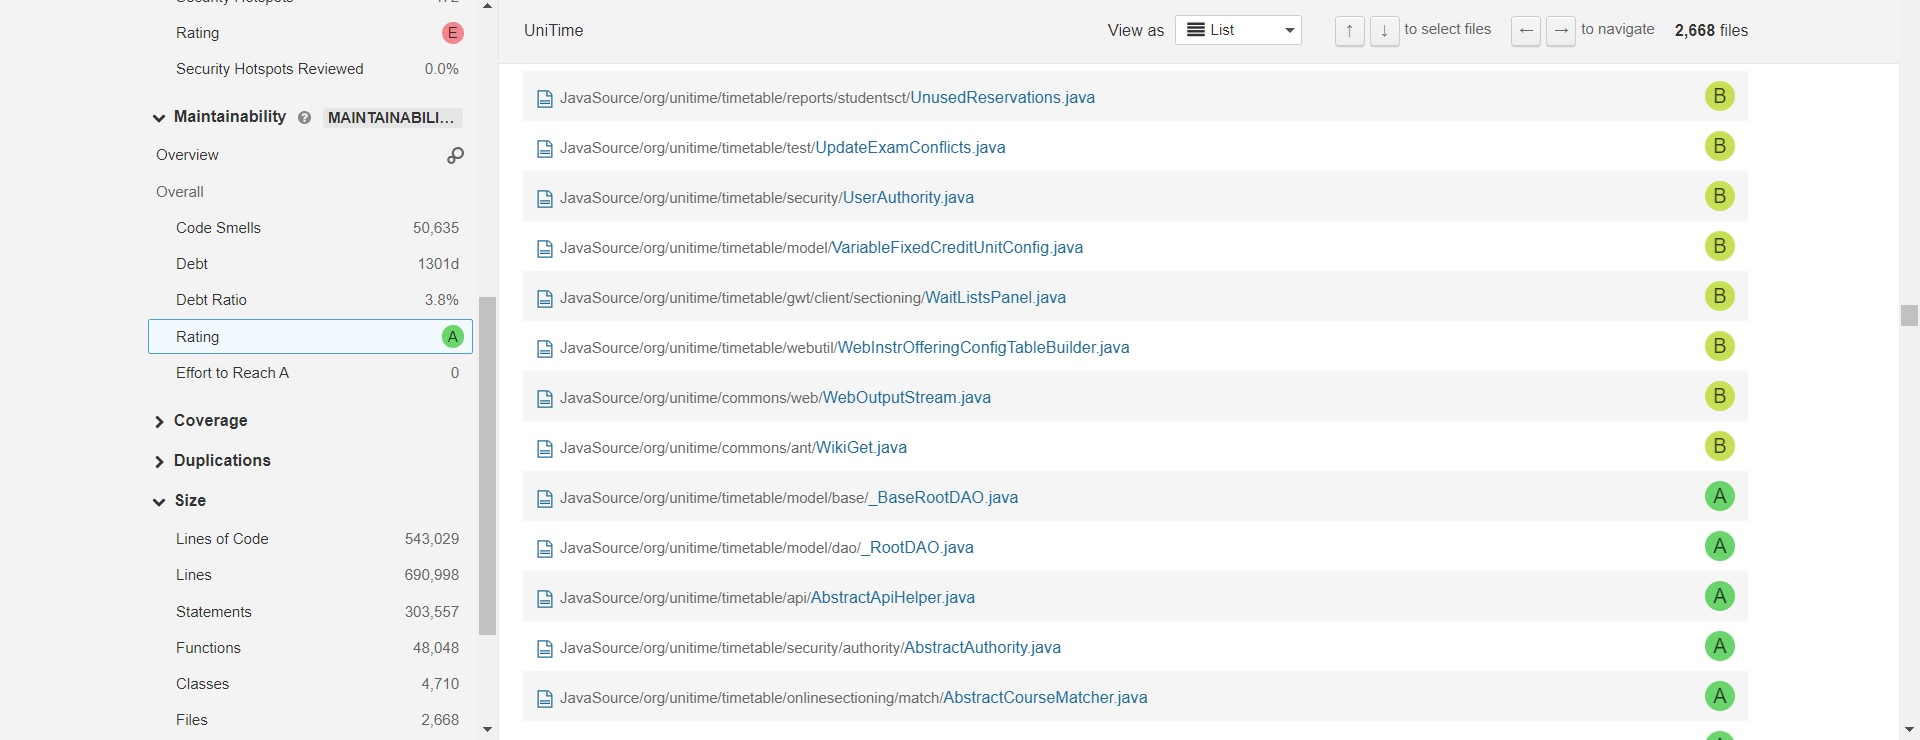 Rating E
Security Hotspots Reviewed 0.0%
Maintainability ? MAINTAINABILI...
Overview
Overall
Code Smells 50,635
Debt 1301d
Debt Ratio 3.8%
Rating A
Effort to Reach A 0
Coverage
Duplications
Size
Lines of Code 543,029
Lines 690,998
Statements 303,557
Functions 48,048
Classes 4,710
Files 2,668
UniTime View as List ↑ ↓ to select files ← → to navigate 2,668 files
JavaSource/org/unitime/timetable/reports/studentsct/UnusedReservations.java B
JavaSource/org/unitime/timetable/test/UpdateExamConflicts.java B
JavaSource/org/unitime/timetable/security/UserAuthority.java B
JavaSource/org/unitime/timetable/model/VariableFixedCreditUnitConfig.java B
JavaSource/org/unitime/timetable/gwt/client/sectioning/WaitListsPanel.java B
JavaSource/org/unitime/timetable/webutil/WebInstrOfferingConfigTableBuilder.java B
JavaSource/org/unitime/commons/web/WebOutputStream.java B
JavaSource/org/unitime/commons/ant/WikiGet.java B
JavaSource/org/unitime/timetable/model/base/_BaseRootDAO.java A
JavaSource/org/unitime/timetable/model/dao/_RootDAO.java A
JavaSource/org/unitime/timetable/api/AbstractApiHelper.java A
JavaSource/org/unitime/timetable/security/authority/AbstractAuthority.java A
JavaSource/org/unitime/timetable/onlinesectioning/match/AbstractCourseMatcher.java A